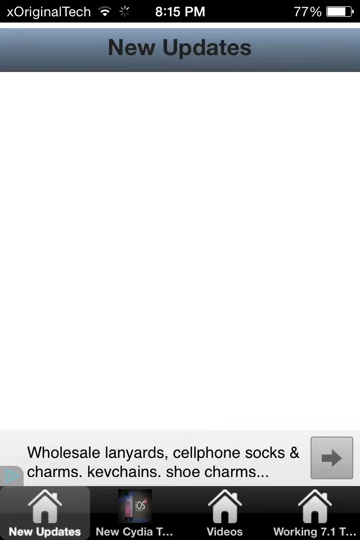 xOriginalTech 8:15 PM 77%
New Updates
Wholesale lanyards, cellphone socks &
charms. keychains. shoe charms...
New Updates New Cydia T... Videos Working 7.1 T...